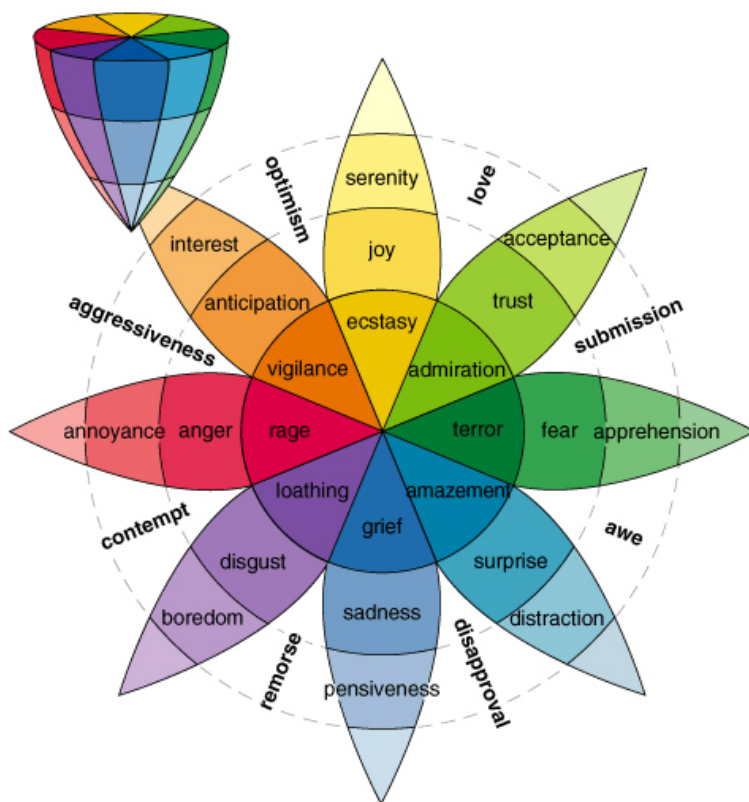 optimism
love
serenity
interest
acceptance
joy
anticipation
trust
aggressiveness
submission
ecstasy
vigilance
admiration
annoyance
anger
rage
terror
fear
apprehension
loathing
amazement
contempt
grief
awe
disgust
surprise
boredom
sadness
distraction
remorse
pensiveness
disapproval